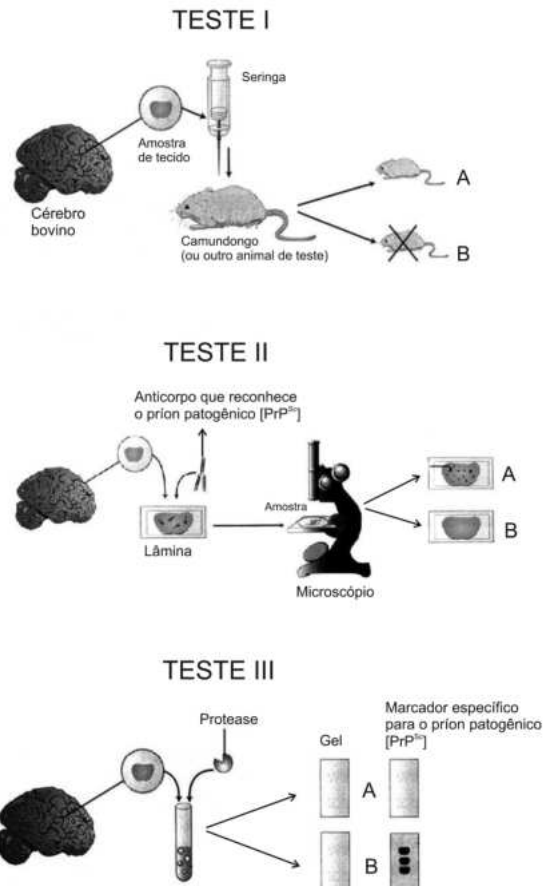 TESTE I
Seringa
Amostra
de tecido
Cérebro
bovino
Camundongo
(ou outro animal de teste)
A
B
TESTE II
Anticorpo que reconhece
o príon patogênico [PrPSc]
Amostra
Lâmina
Microscópio
A
B
TESTE III
Protease
Gel
Marcador específico
para o príon patogênico
[PrPSc]
A
B